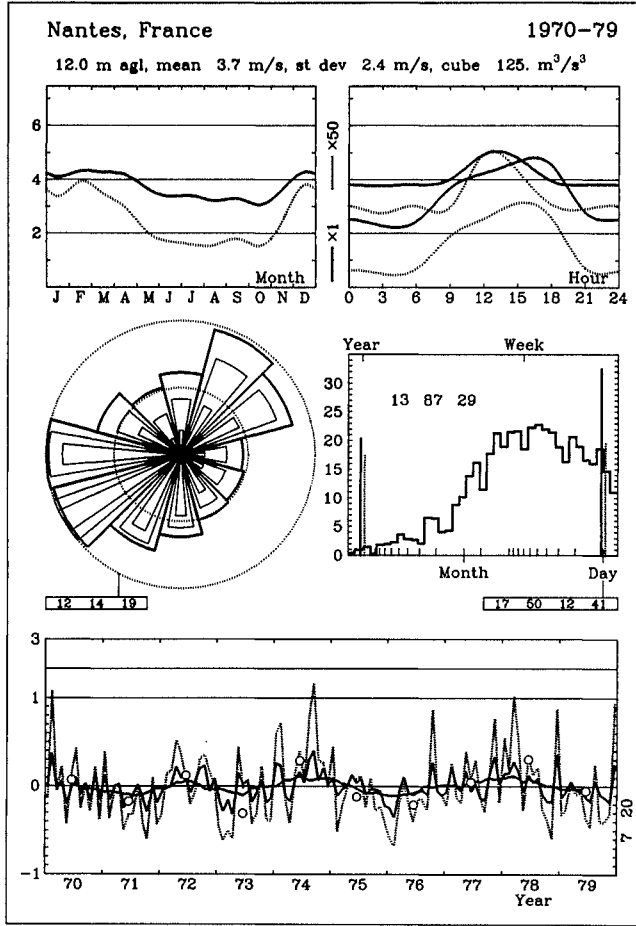 Nantes, France 1970-79
12.0 m agl, mean 3.7 m/s, st dev 2.4 m/s, cube 125. m³/s³
6
4
2
Month
J F M A M J J A S O N D
×1 ×50
Hour
0 3 6 9 12 15 18 21 24
12 14 19
Year Week
35
30
25
20
15
10
5
0
13 87 29
Month Day
17 50 12 41
3
1
0
-1
70 71 72 73 74 75 76 77 78 79
Year
7 20